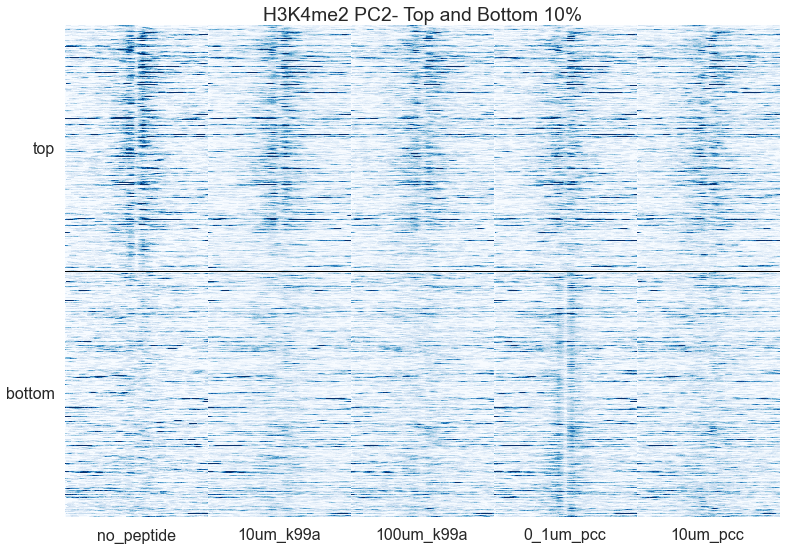 H3K4me2 PC2- Top and Bottom 10%
top
bottom
no_peptide
10um_k99a
100um_k99a
0_1um_pcc
10um_pcc